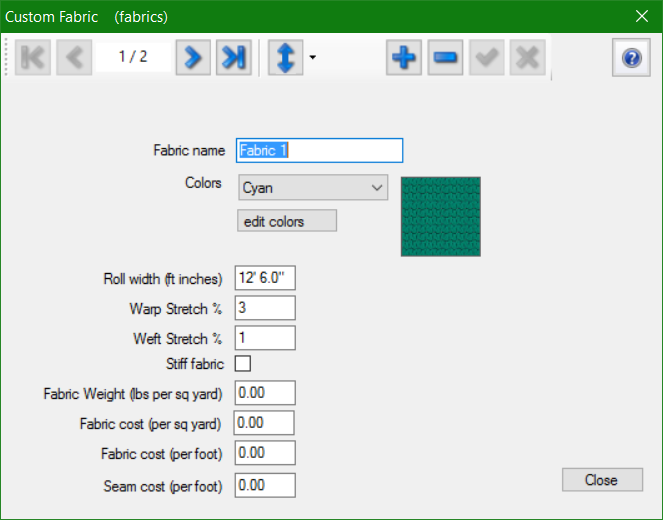 Custom Fabric (fabrics)
1 / 2
Fabric name Fabric 1
Colors Cyan
edit colors
Roll width (ft inches) 12' 6.0"
Warp Stretch % 3
Weft Stretch % 1
Stiff fabric
Fabric Weight (lbs per sq yard) 0.00
Fabric cost (per sq yard) 0.00
Fabric cost (per foot) 0.00
Seam cost (per foot) 0.00
Close